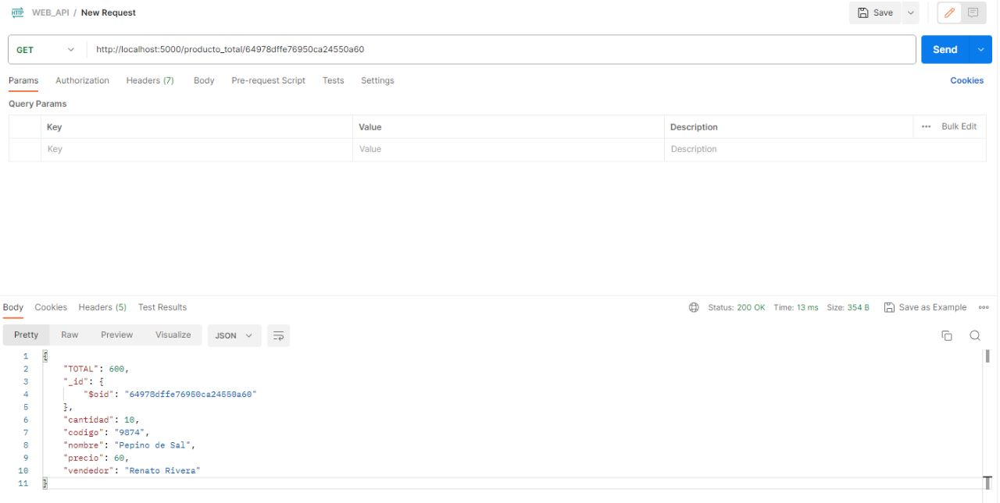 HTTP WEB_API / New Request Save
GET http://localhost:5000/producto_total/64978dffe76950ca24550a60 Send
Params Authorization Headers (7) Body Pre-request Script Tests Settings Cookies
Query Params
Key Value Description ••• Bulk Edit
Key Value Description
Body Cookies Headers (5) Test Results Status: 200 OK Time: 13 ms Size: 354 B Save as Example
Pretty Raw Preview Visualize JSON
1 {
2 "TOTAL": 600,
3 "_id": {
4 "$oid": "64978dffe76950ca24550a60"
5 },
6 "cantidad": 10,
7 "codigo": "9874",
8 "nombre": "Pepino de Sal",
9 "precio": 60,
10 "vendedor": "Renato Rivera"
11 }